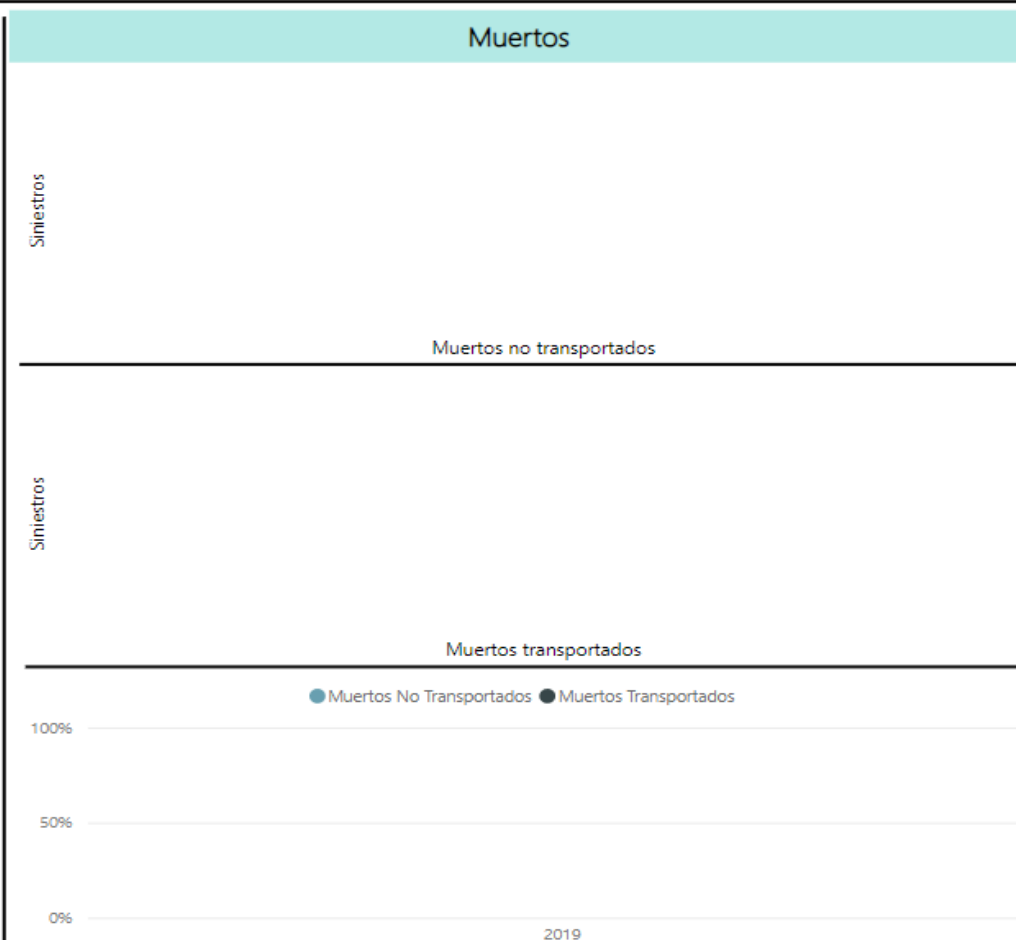 Muertos
Siniestros
Muertos no transportados
Siniestros
Muertos transportados
Muertos No Transportados Muertos Transportados
100%
50%
0%
2019